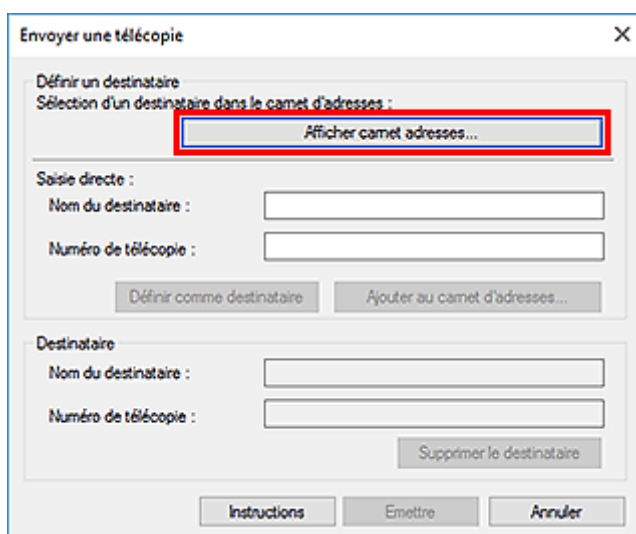 Envoyer une télécopie
Définir un destinataire
Sélection d'un destinataire dans le carnet d'adresses :
Afficher carnet adresses...
Saisie directe :
Nom du destinataire :
Numéro de télécopie :
Définir comme destinataire
Ajouter au carnet d'adresses...
Destinataire
Nom du destinataire :
Numéro de télécopie :
Supprimer le destinataire
Instructions
Emettre
Annuler